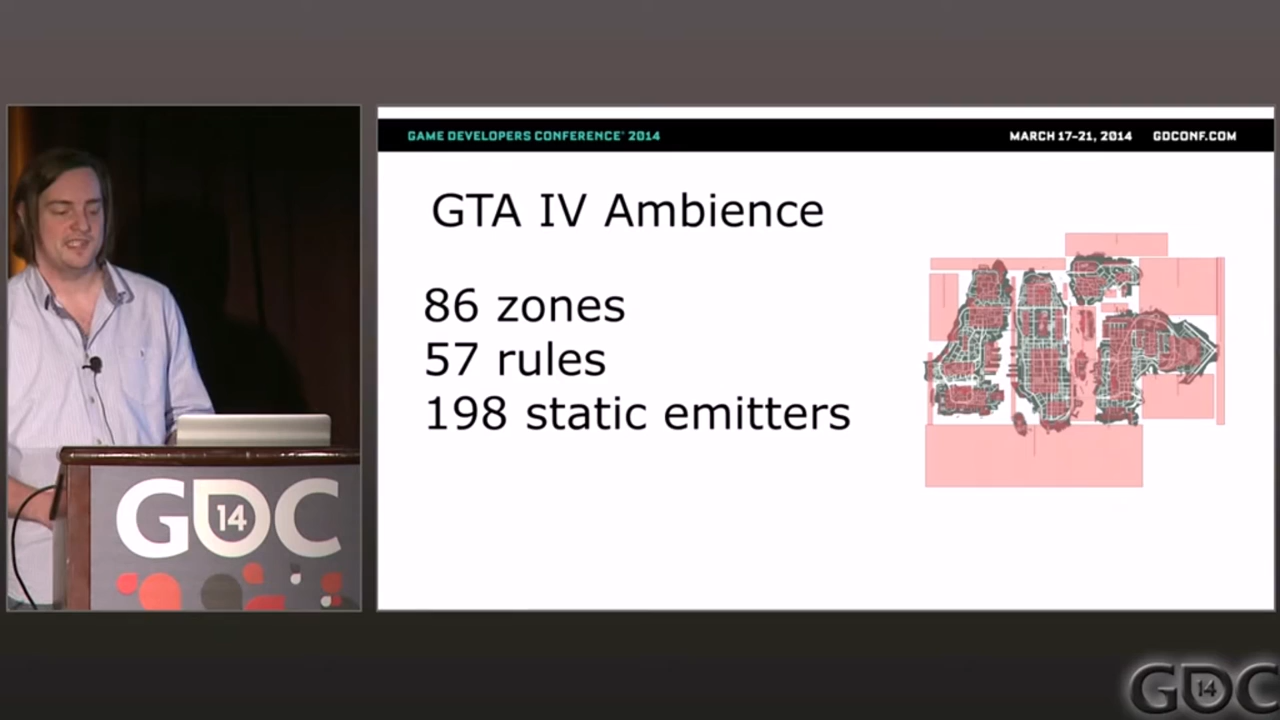 GAME DEVELOPERS CONFERENCE® 2014
MARCH 17-21, 2014 GDCONF.COM
GTA IV Ambience
86 zones
57 rules
198 static emitters
GDC
14
GDC
14